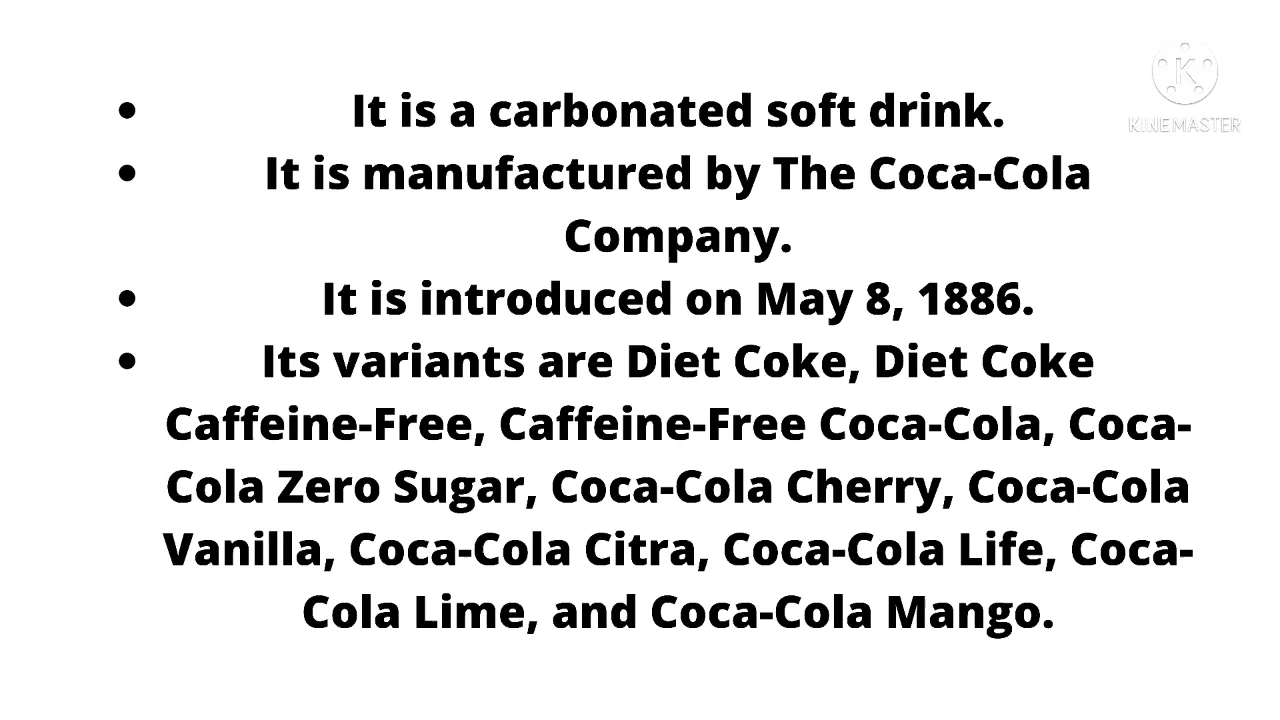 • It is a carbonated soft drink.
• It is manufactured by The Coca-Cola
Company.
• It is introduced on May 8, 1886.
• Its variants are Diet Coke, Diet Coke
Caffeine-Free, Caffeine-Free Coca-Cola, Coca-
Cola Zero Sugar, Coca-Cola Cherry, Coca-Cola
Vanilla, Coca-Cola Citra, Coca-Cola Life, Coca-
Cola Lime, and Coca-Cola Mango.
K
KINEMASTER